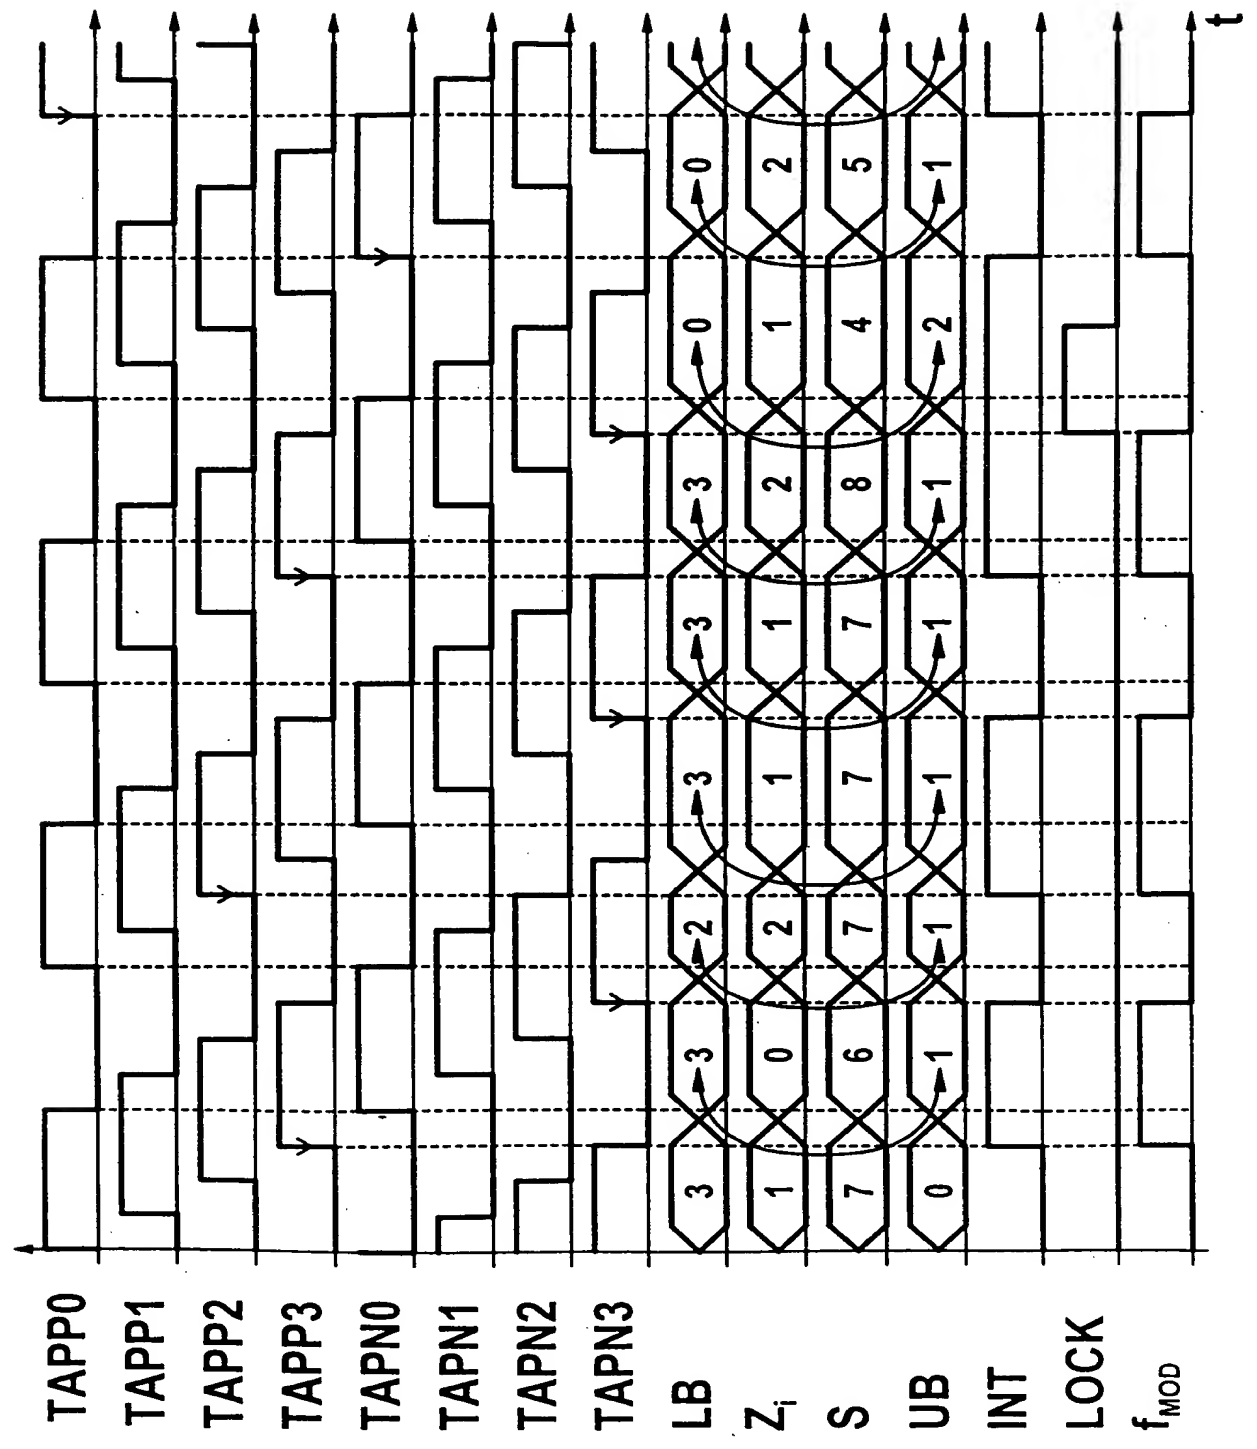 TAPP0
TAPP1
TAPP2
TAPP3
TAPN0
TAPN1
TAPN2
TAPN3
LB 3 3 2 3 3 3 0 0
Zi 1 0 2 1 1 2 1 2
S 7 6 7 7 7 8 4 5
UB 0 1 1 1 1 1 2 1
INT
LOCK
fMOD
t